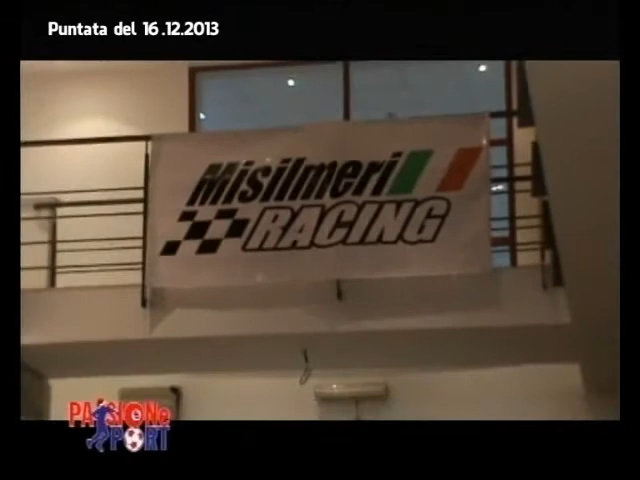 Puntata del 16.12.2013
Misilmeri
RACING
PASSIONe
SPORT